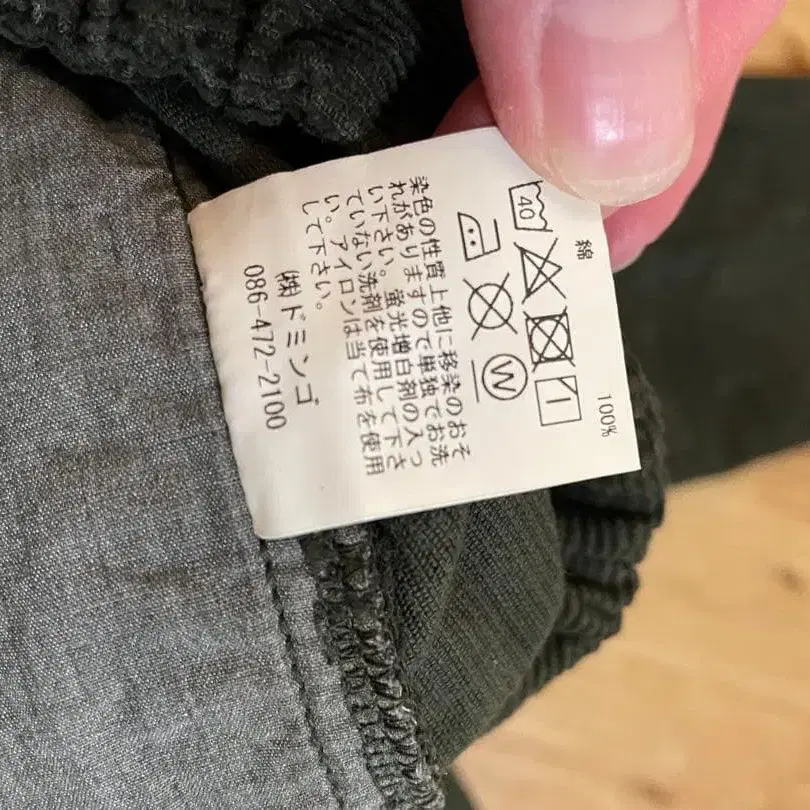 綿 100%
40
W
染色の性質上他に移染のおそ
れがありますので単独でお洗
い下さい。蛍光増白剤の入っ
ていない洗剤を使用して下さ
い。アイロンは当て布を使用
して下さい。
㈱ドミンゴ
086-472-2100